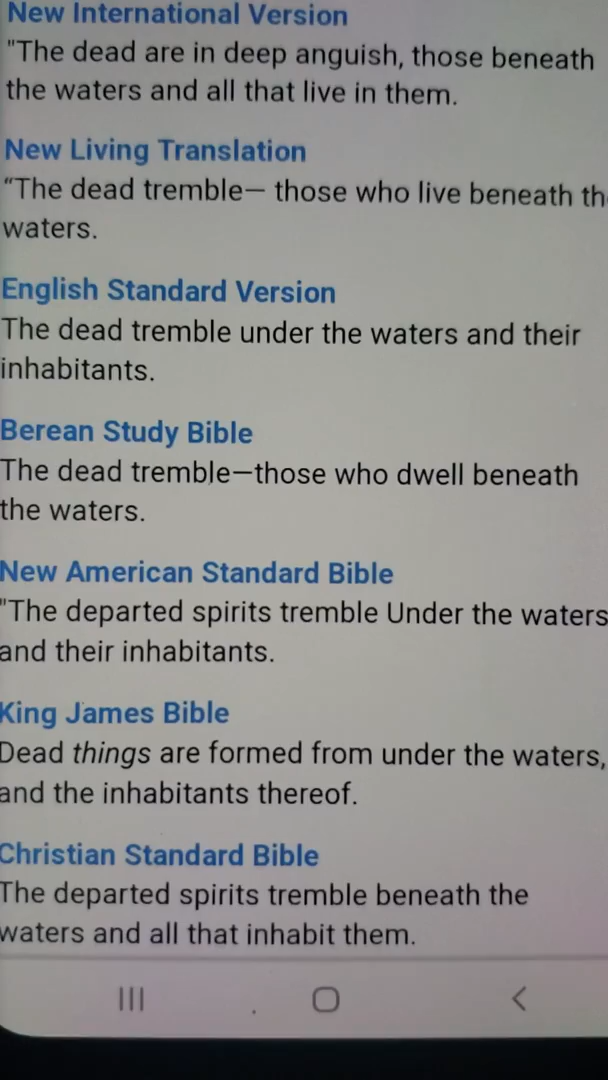 New International Version
"The dead are in deep anguish, those beneath
the waters and all that live in them.
New Living Translation
“The dead tremble— those who live beneath th
waters.
English Standard Version
The dead tremble under the waters and their
inhabitants.
Berean Study Bible
The dead tremble—those who dwell beneath
the waters.
New American Standard Bible
"The departed spirits tremble Under the waters
and their inhabitants.
King James Bible
Dead things are formed from under the waters,
and the inhabitants thereof.
Christian Standard Bible
The departed spirits tremble beneath the
waters and all that inhabit them.